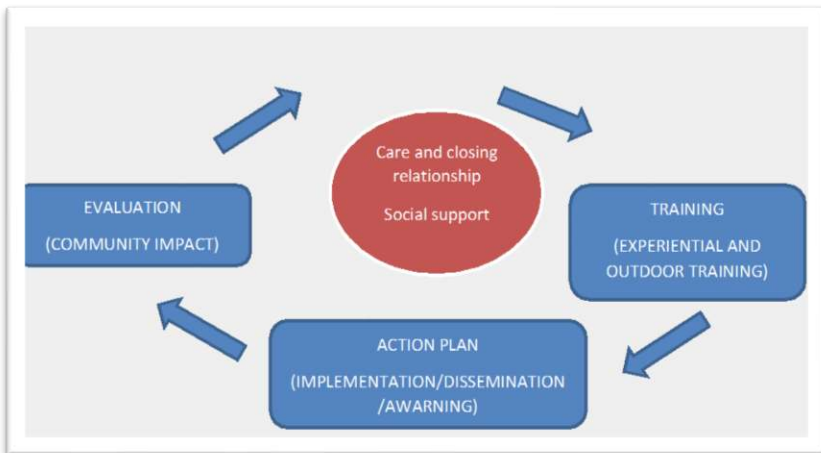 Care and closing
relationship
Social support
EVALUATION
(COMMUNITY IMPACT)
TRAINING
(EXPERIENTIAL AND
OUTDOOR TRAINING)
ACTION PLAN
(IMPLEMENTATION/DISSEMINATION
/AWARNING)